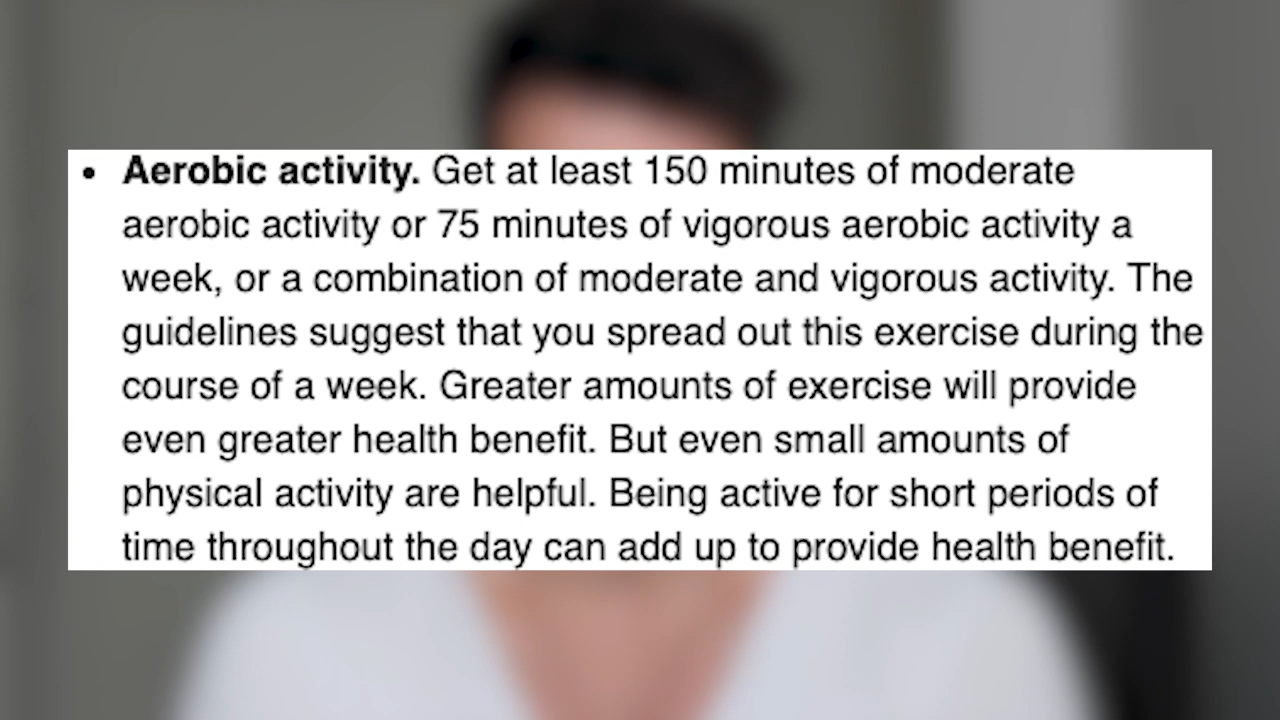 • Aerobic activity. Get at least 150 minutes of moderate
aerobic activity or 75 minutes of vigorous aerobic activity a
week, or a combination of moderate and vigorous activity. The
guidelines suggest that you spread out this exercise during the
course of a week. Greater amounts of exercise will provide
even greater health benefit. But even small amounts of
physical activity are helpful. Being active for short periods of
time throughout the day can add up to provide health benefit.